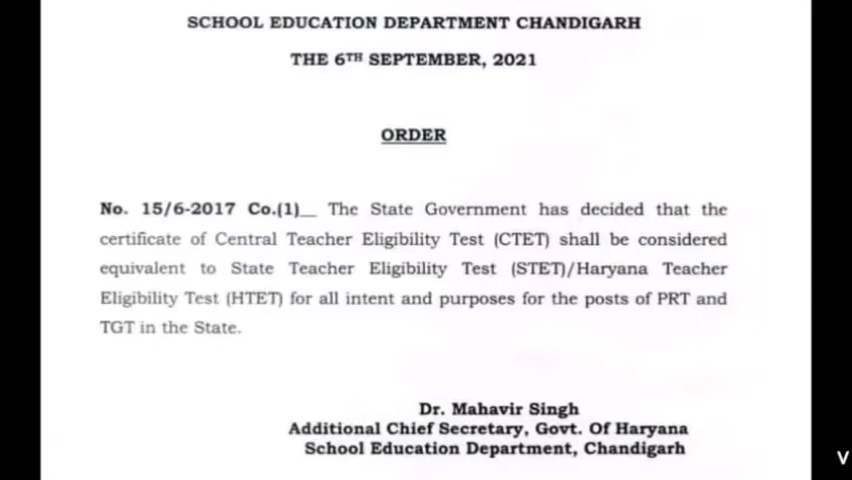 SCHOOL EDUCATION DEPARTMENT CHANDIGARH
THE 6TH SEPTEMBER, 2021
ORDER
No. 15/6-2017 Co.(1)__ The State Government has decided that the
certificate of Central Teacher Eligibility Test (CTET) shall be considered
equivalent to State Teacher Eligibility Test (STET)/Haryana Teacher
Eligibility Test (HTET) for all intent and purposes for the posts of PRT and
TGT in the State.
Dr. Mahavir Singh
Additional Chief Secretary, Govt. Of Haryana
School Education Department, Chandigarh
V